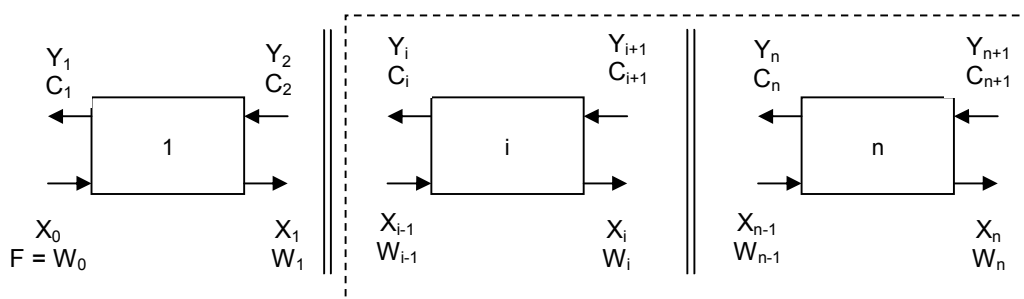 Y₁
C₁
Y₂
C₂
1
X₀
F = W₀
X₁
W₁
Yᵢ
Cᵢ
Yᵢ₊₁
Cᵢ₊₁
i
Xᵢ₋₁
Wᵢ₋₁
Xᵢ
Wᵢ
Yₙ
Cₙ
Yₙ₊₁
Cₙ₊₁
n
Xₙ₋₁
Wₙ₋₁
Xₙ
Wₙ